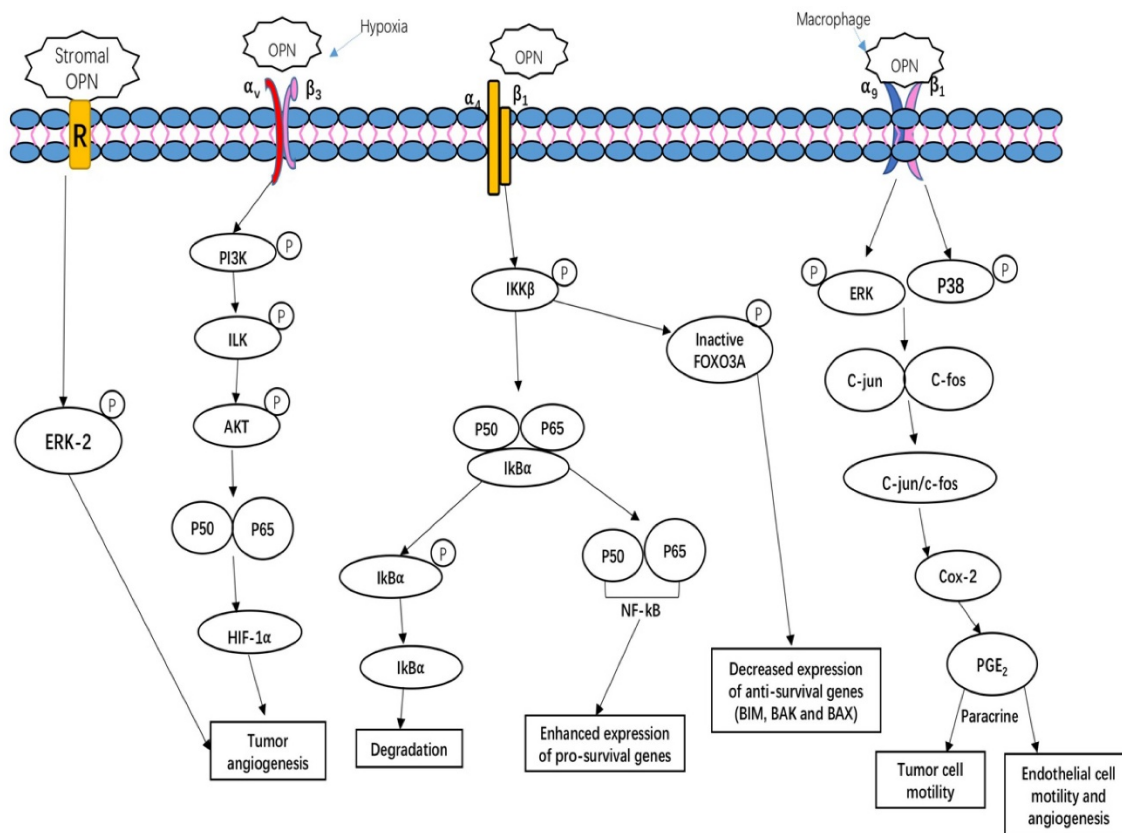 Stromal
OPN
R
OPN
Hypoxia
αv
β3
OPN
α4
β1
Macrophage
OPN
α9
β1
ERK-2
P
PI3K
P
ILK
P
AKT
P
P50
P65
HIF-1α
Tumor
angiogenesis
IKKβ
P
P50
P65
IkBα
IkBα
P
IkBα
Degradation
P50
P65
NF-kB
Enhanced expression
of pro-survival genes
Inactive
FOXO3A
P
Decreased expression
of anti-survival genes
(BIM, BAK and BAX)
P
ERK
P38
P
C-jun
C-fos
C-jun/c-fos
Cox-2
PGE2
Paracrine
Tumor cell
motility
Endothelial cell
motility and
angiogenesis